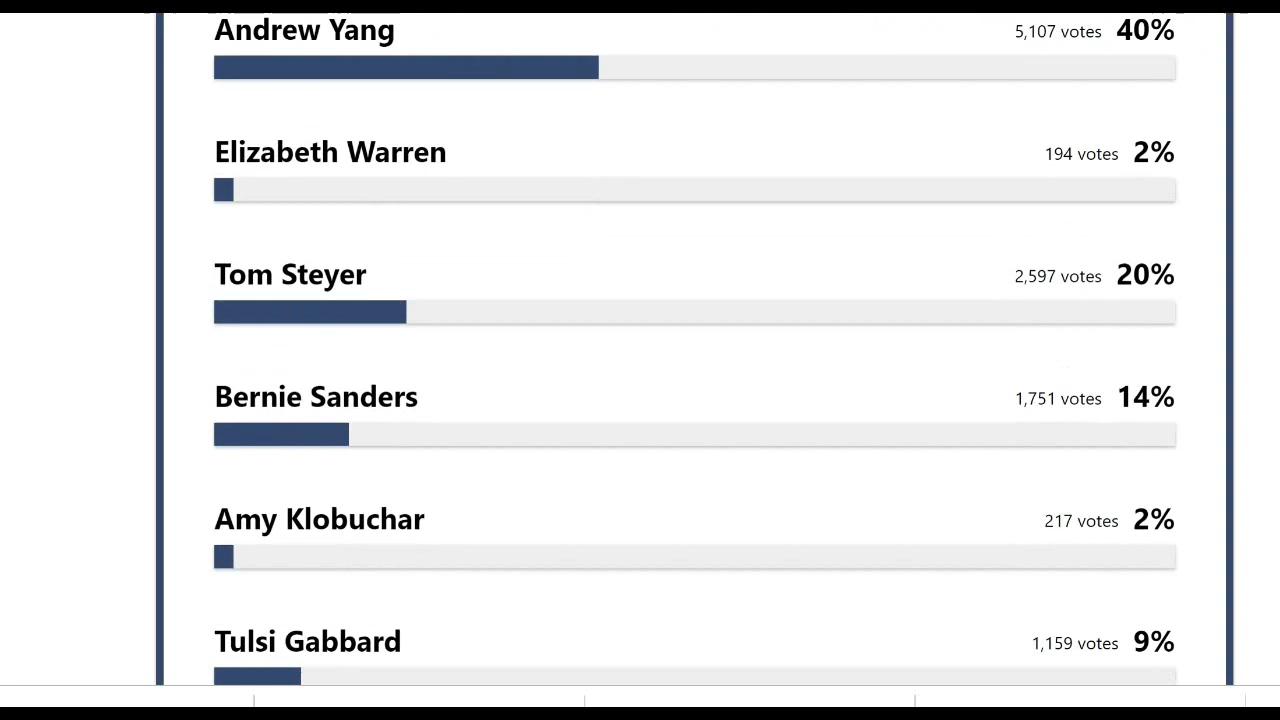 Andrew Yang 5,107 votes 40%
Elizabeth Warren 194 votes 2%
Tom Steyer 2,597 votes 20%
Bernie Sanders 1,751 votes 14%
Amy Klobuchar 217 votes 2%
Tulsi Gabbard 1,159 votes 9%